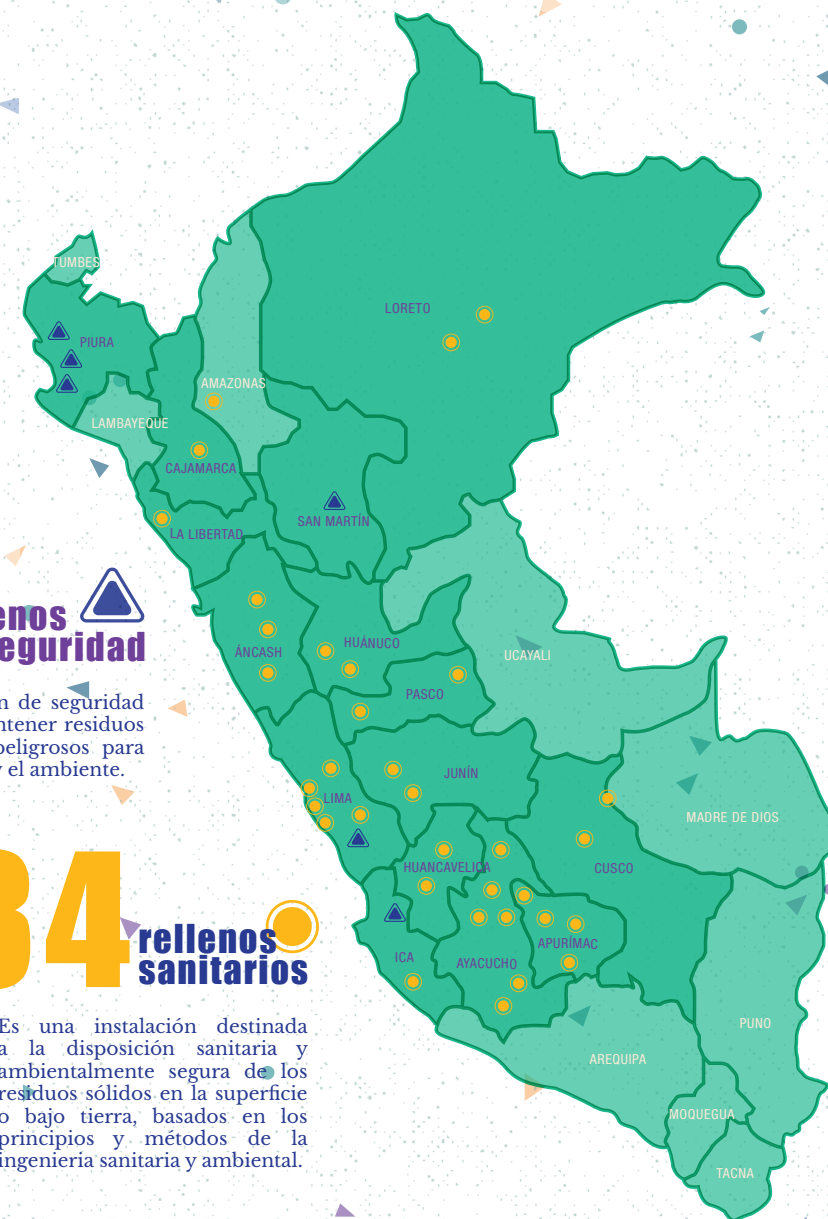 TUMBES
PIURA
LORETO
AMAZONAS
LAMBAYEQUE
CAJAMARCA
SAN MARTÍN
LA LIBERTAD
ÁNCASH
HUÁNUCO
UCAYALI
PASCO
JUNÍN
LIMA
MADRE DE DIOS
HUANCAVELICA
CUSCO
APURÍMAC
ICA
AYACUCHO
PUNO
AREQUIPA
MOQUEGUA
TACNA
enos
eguridad
n de seguridad
ntener residuos
peligrosos para
y el ambiente.
34
rellenos
sanitarios
Es una instalación destinada
a la disposición sanitaria y
ambientalmente segura de los
residuos sólidos en la superficie
o bajo tierra, basados en los
principios y métodos de la
ingenieria sanitaria y ambiental.